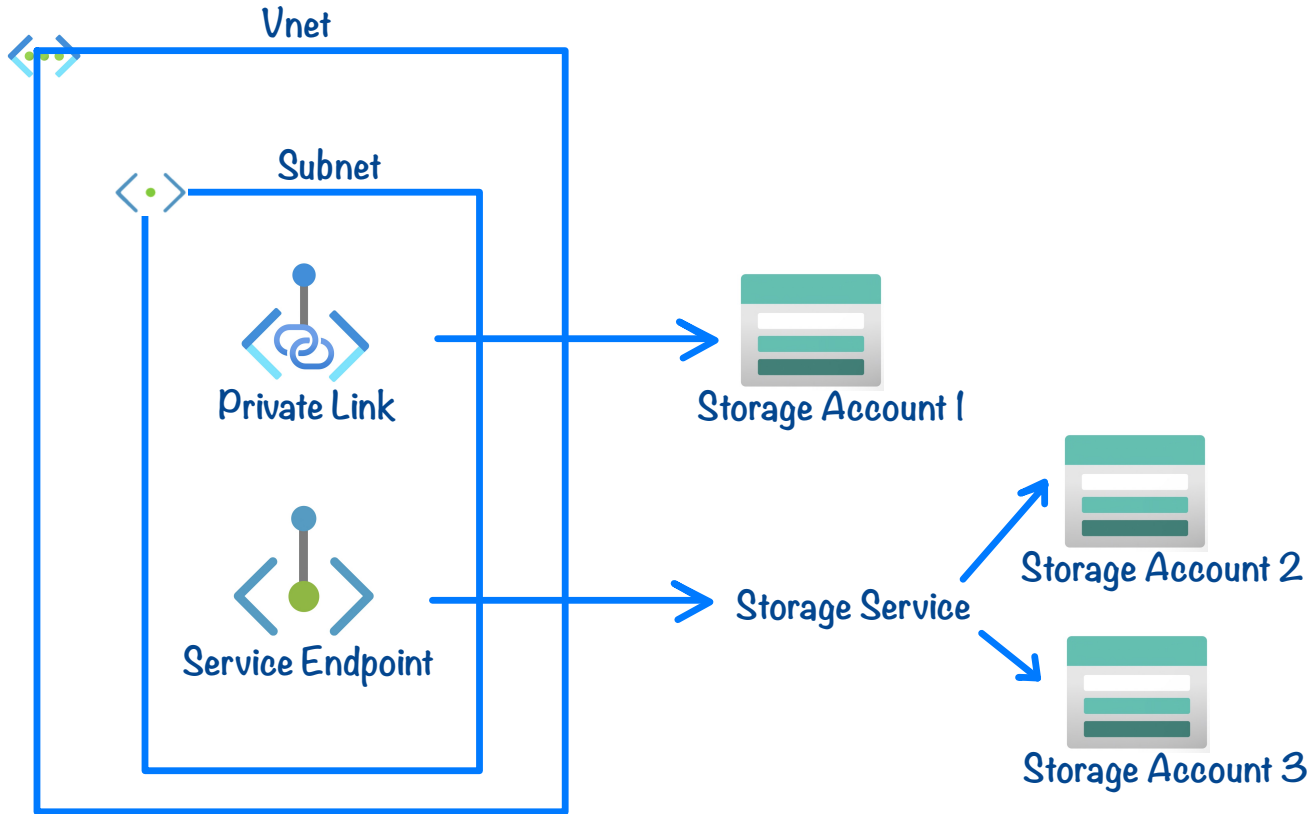 Vnet
Subnet
Private Link
Storage Account 1
Service Endpoint
Storage Service
Storage Account 2
Storage Account 3